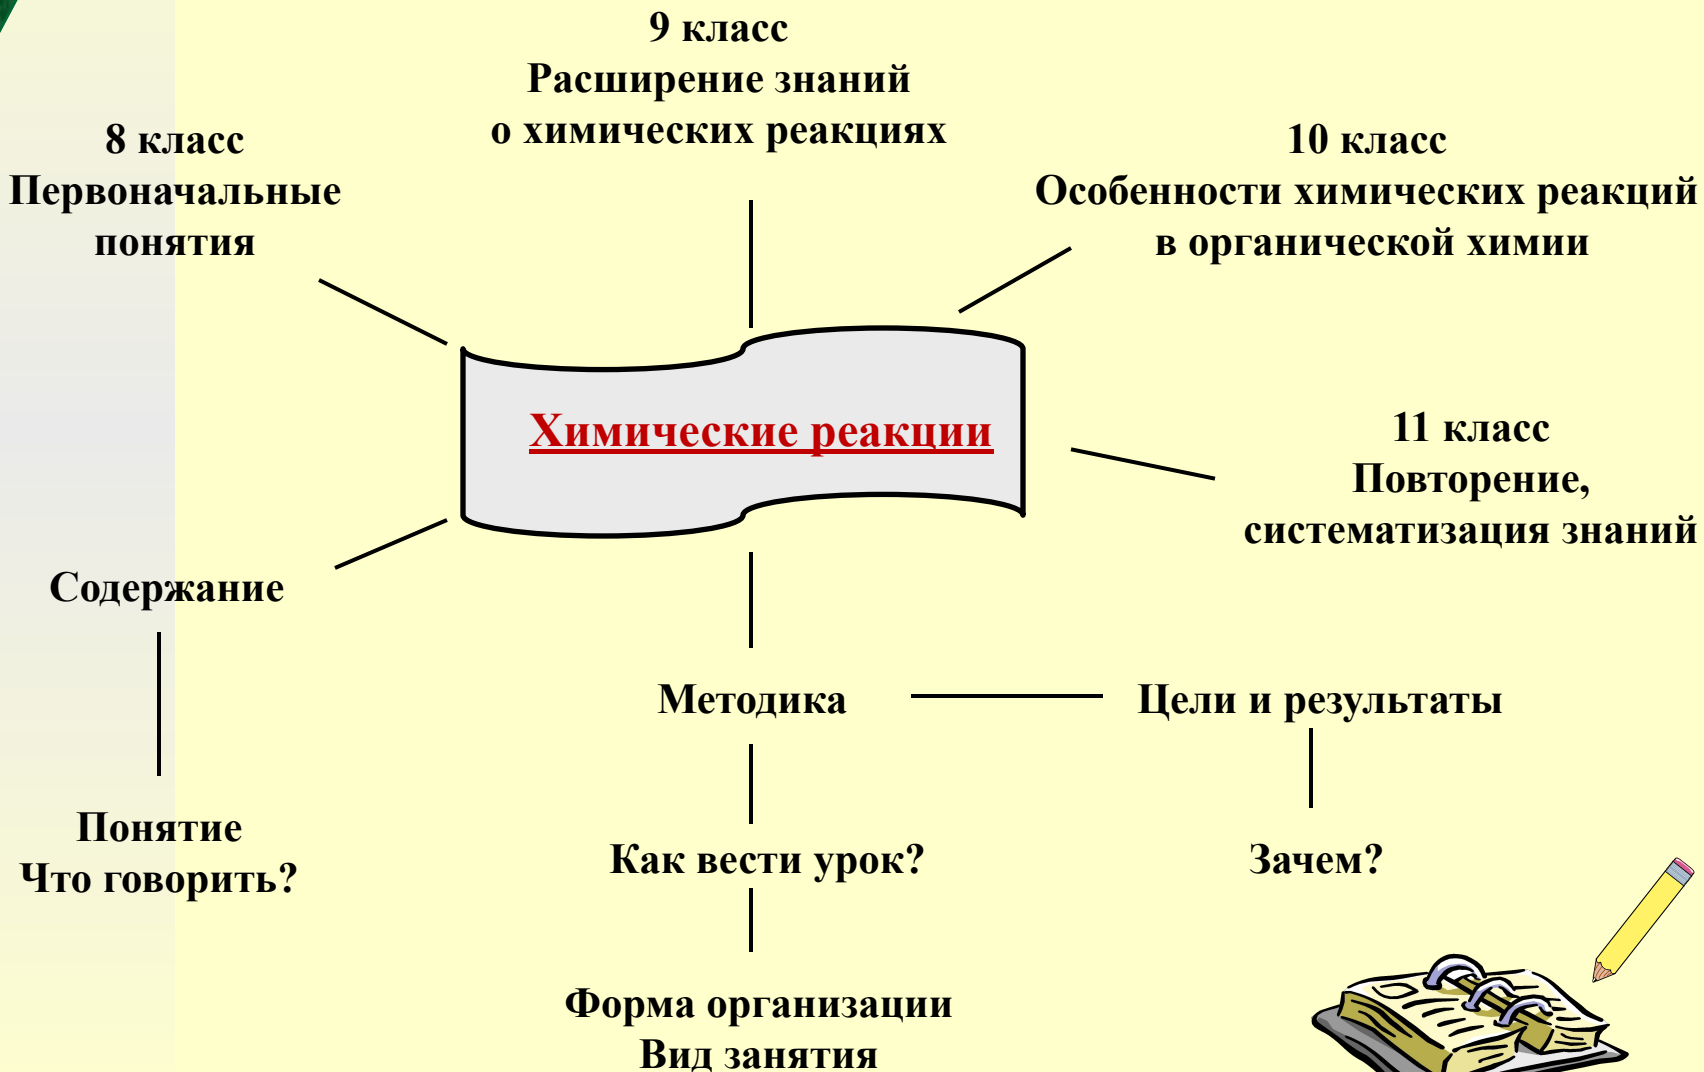 9 класс
Расширение знаний
о химических реакциях
8 класс
Первоначальные
понятия
10 класс
Особенности химических реакций
в органической химии
Химические реакции
11 класс
Повторение,
систематизация знаний
Содержание
Методика
Цели и результаты
Понятие
Что говорить?
Как вести урок?
Зачем?
Форма организации
Вид занятия